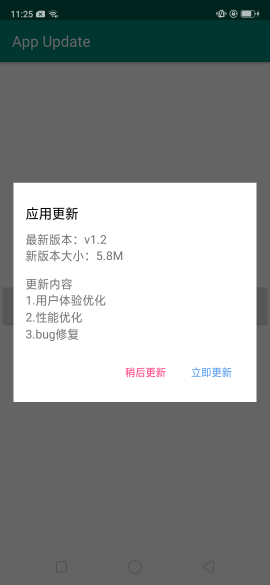 11:25
App Update
应用更新
最新版本：v1.2
新版本大小：5.8M
更新内容
1.用户体验优化
2.性能优化
3.bug修复
稍后更新 立即更新